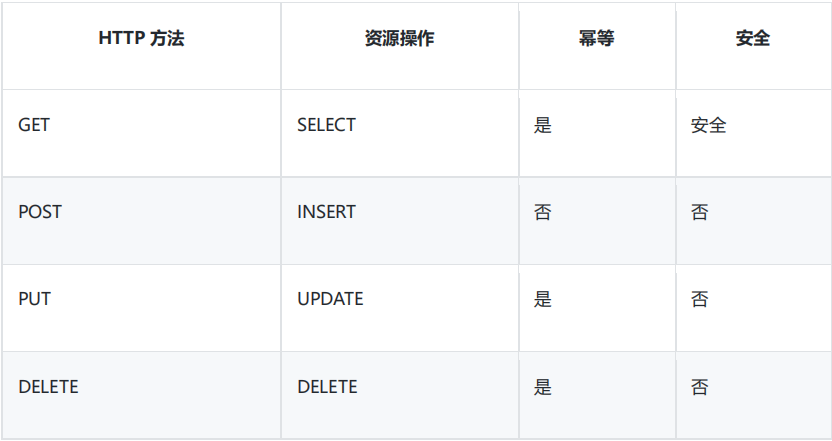 HTTP 方法 资源操作 幂等 安全
GET SELECT 是 安全
POST INSERT 否 否
PUT UPDATE 是 否
DELETE DELETE 是 否